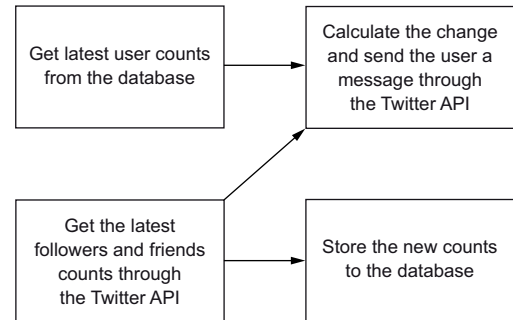 Get latest user counts
from the database
Calculate the change
and send the user a
message through
the Twitter API
Get the latest
followers and friends
counts through
the Twitter API
Store the new counts
to the database